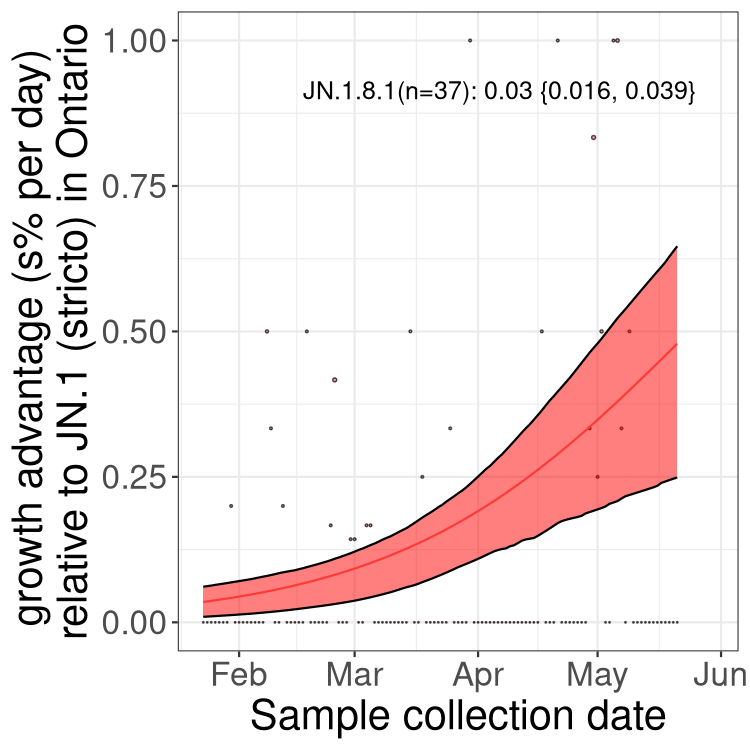 growth advantage (s% per day)
relative to JN.1 (stricto) in Ontario
1.00
0.75
0.50
0.25
0.00
JN.1.8.1(n=37): 0.03 {0.016, 0.039}
Feb Mar Apr May Jun
Sample collection date